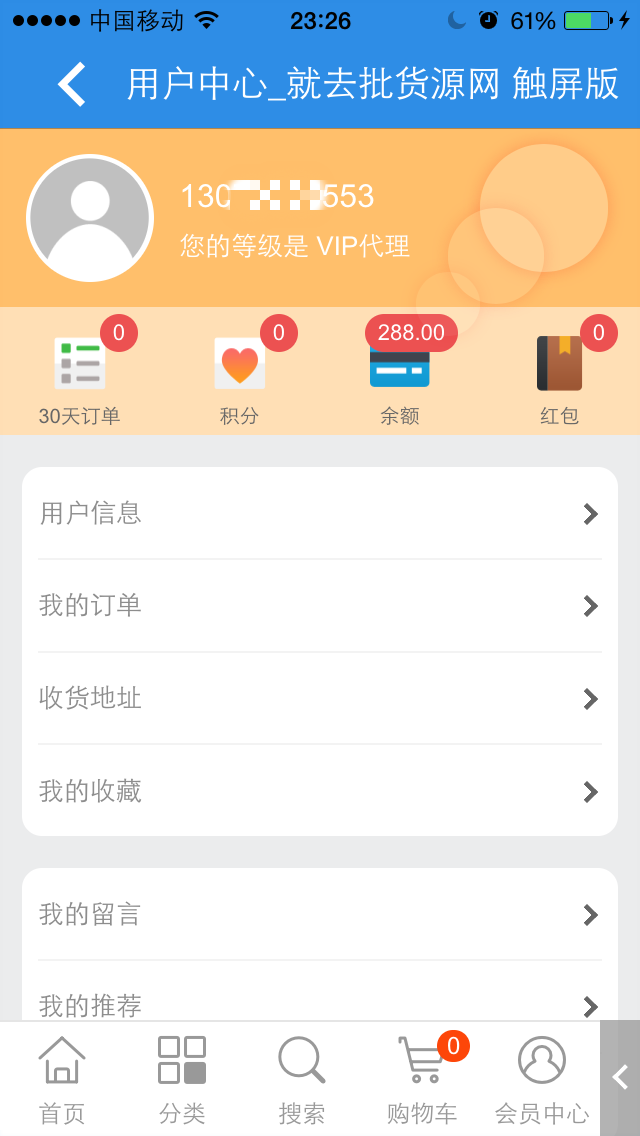 中国移动 23:26 61%
用户中心_就去批货源网 触屏版
130 553
您的等级是 VIP代理
0 0 288.00 0
30天订单 积分 余额 红包
用户信息
我的订单
收货地址
我的收藏
我的留言
我的推荐
0
首页 分类 搜索 购物车 会员中心